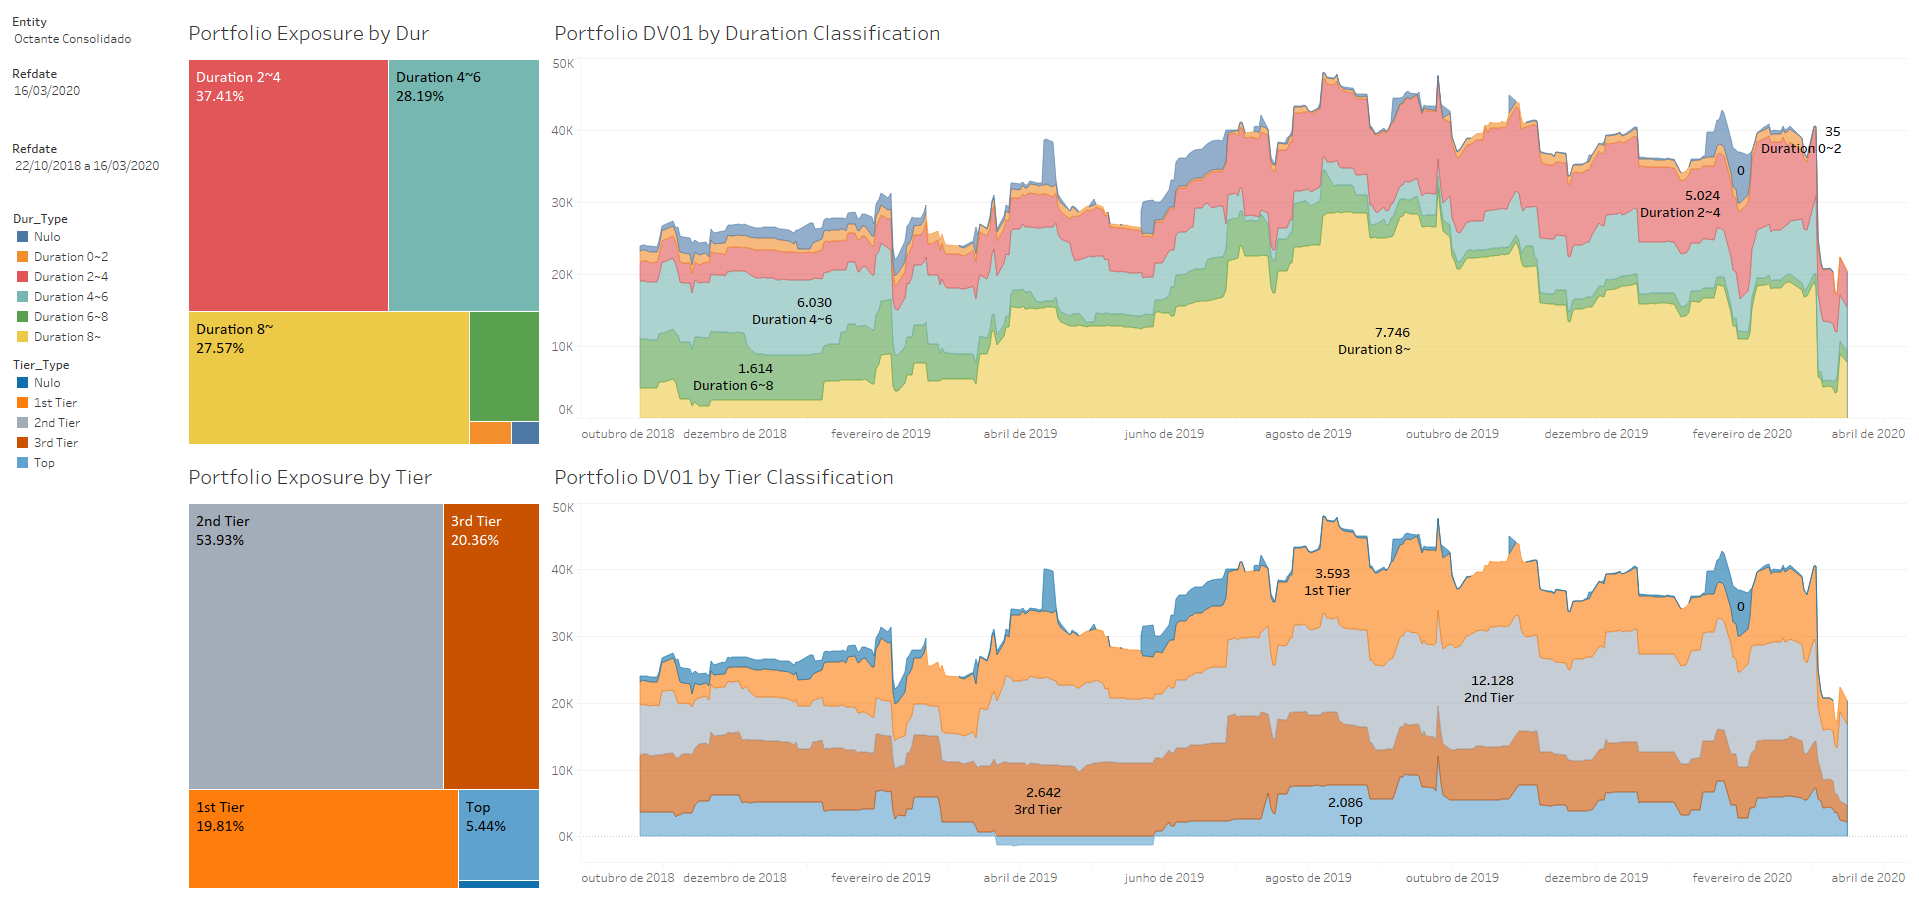 Entity
Octante Consolidado
Refdate
16/03/2020
Refdate
22/10/2018 a 16/03/2020
Dur_Type
Nulo
Duration 0~2
Duration 2~4
Duration 4~6
Duration 6~8
Duration 8~
Tier_Type
Nulo
1st Tier
2nd Tier
3rd Tier
Top
Portfolio Exposure by Dur
Duration 2~4
37.41%
Duration 4~6
28.19%
Duration 8~
27.57%
Portfolio DV01 by Duration Classification
50K
40K
30K
20K
10K
0K
35
Duration 0~2
0
5.024
Duration 2~4
6.030
Duration 4~6
7.746
Duration 8~
1.614
Duration 6~8
outubro de 2018 dezembro de 2018 fevereiro de 2019 abril de 2019 junho de 2019 agosto de 2019 outubro de 2019 dezembro de 2019 fevereiro de 2020 abril de 2020
Portfolio Exposure by Tier
2nd Tier
53.93%
3rd Tier
20.36%
1st Tier
19.81%
Top
5.44%
Portfolio DV01 by Tier Classification
50K
40K
30K
20K
10K
0K
3.593
1st Tier
0
12.128
2nd Tier
2.642
3rd Tier
2.086
Top
outubro de 2018 dezembro de 2018 fevereiro de 2019 abril de 2019 junho de 2019 agosto de 2019 outubro de 2019 dezembro de 2019 fevereiro de 2020 abril de 2020